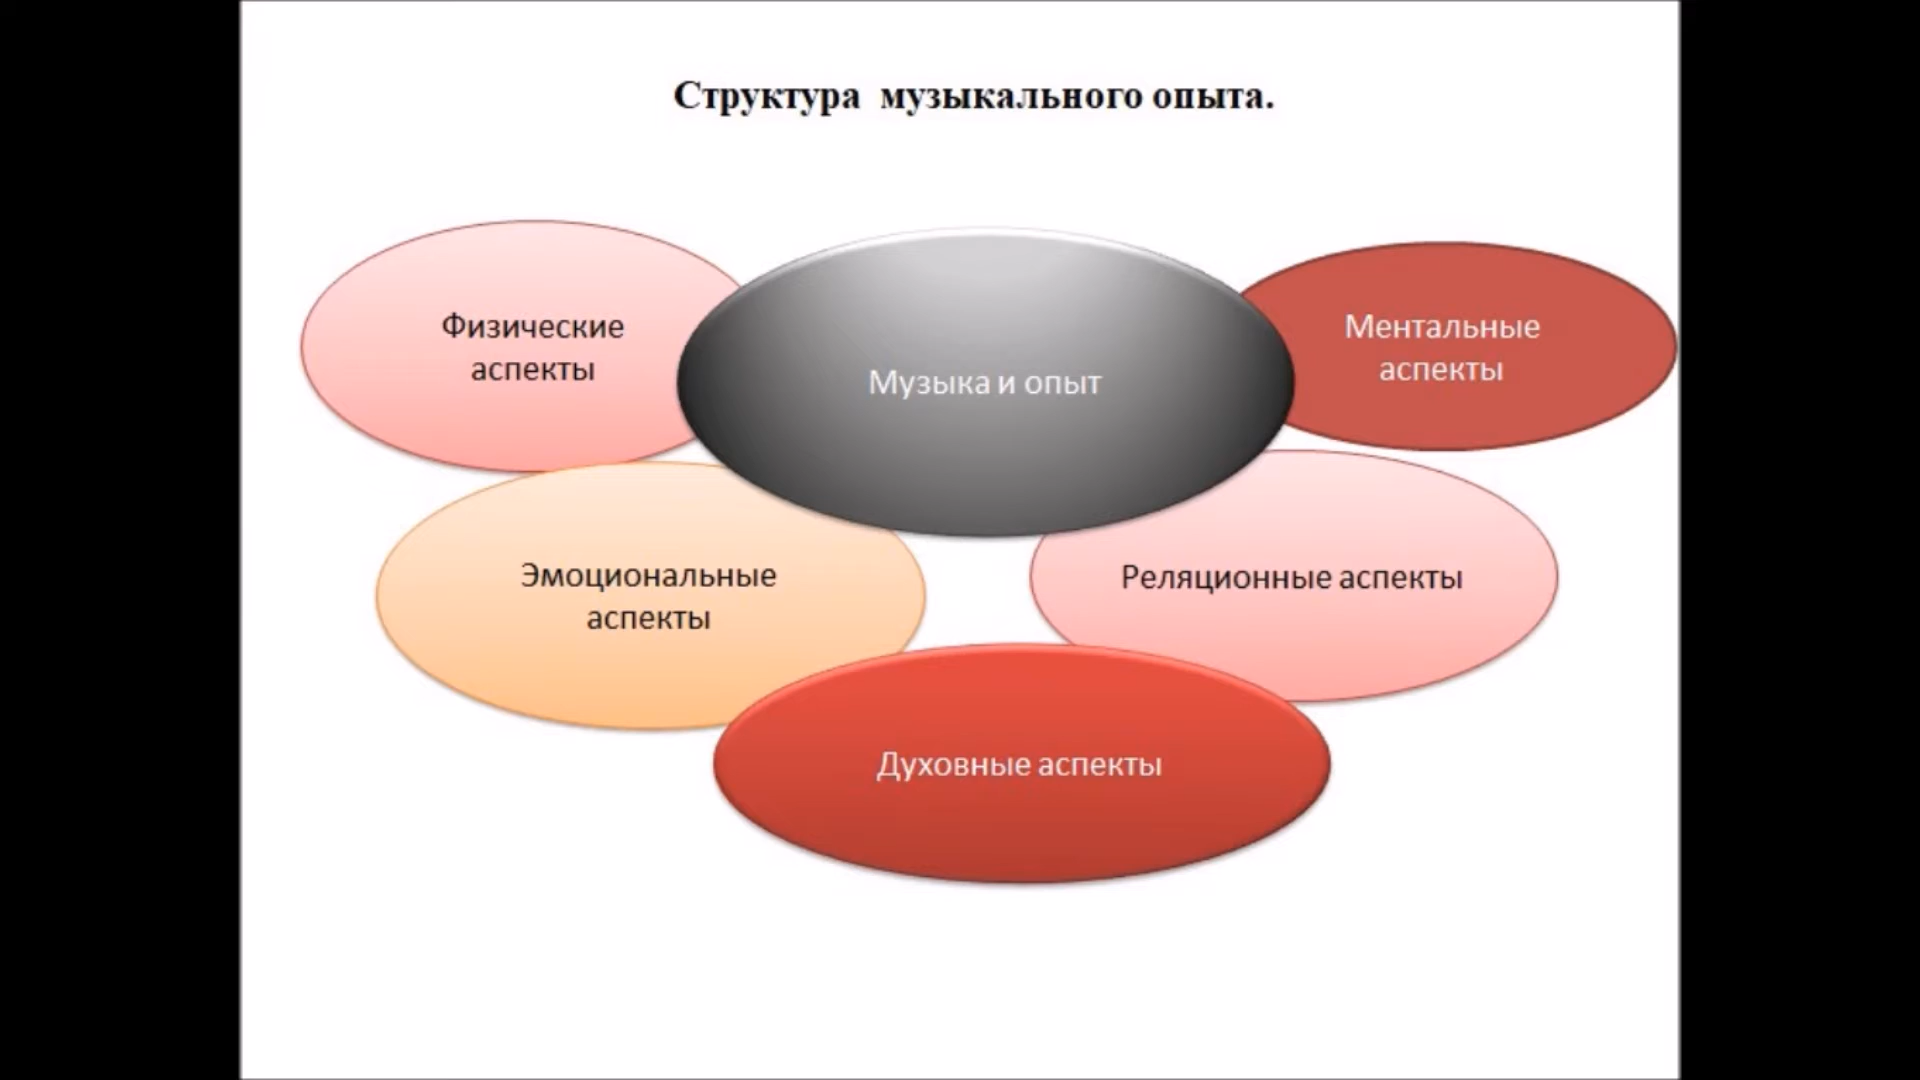 Структура музыкального опыта.
Физические
аспекты
Музыка и опыт
Ментальные
аспекты
Эмоциональные
аспекты
Реляционные аспекты
Духовные аспекты